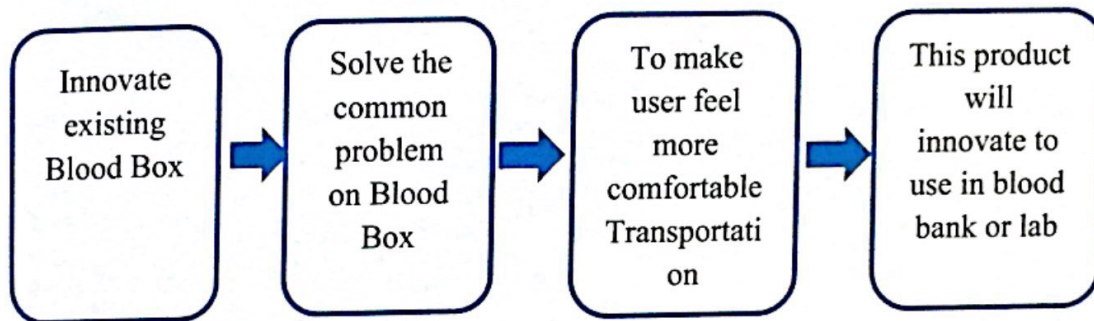 Innovate
existing
Blood Box
Solve the
common
problem
on Blood
Box
To make
user feel
more
comfortable
Transportati
on
This product
will
innovate to
use in blood
bank or lab